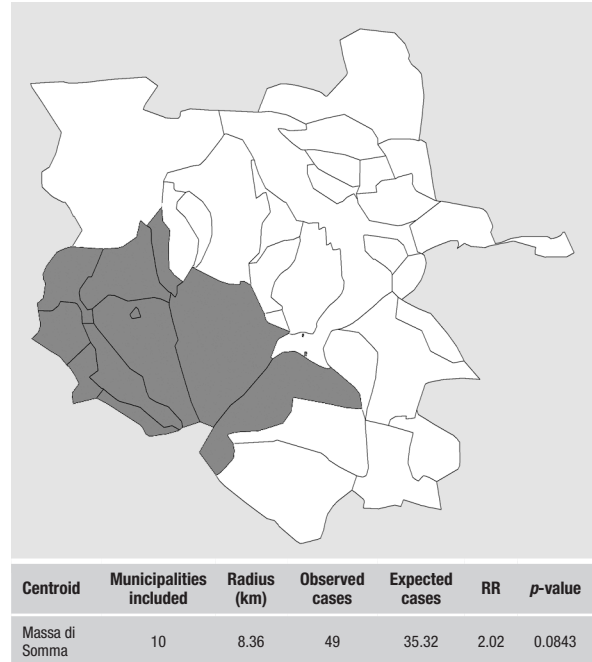 Centroid Municipalities included Radius (km) Observed cases Expected cases RR p-value
Massa di Somma 10 8.36 49 35.32 2.02 0.0843